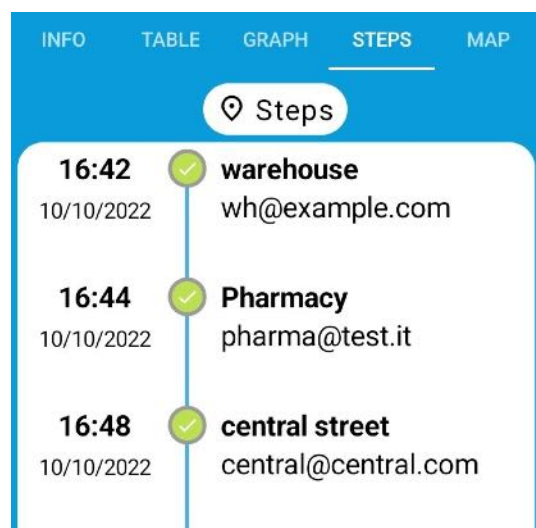 INFO TABLE GRAPH STEPS MAP
Steps
16:42 warehouse
10/10/2022 wh@example.com
16:44 Pharmacy
10/10/2022 pharma@test.it
16:48 central street
10/10/2022 central@central.com